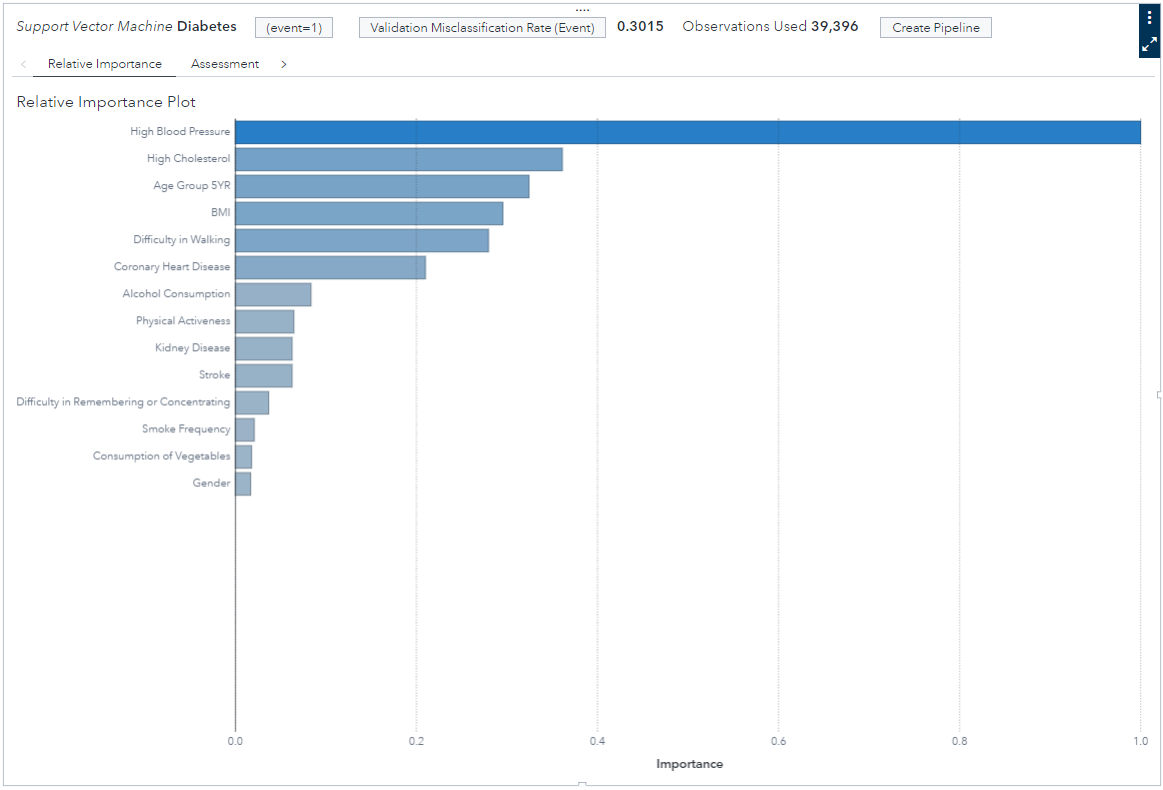 Support Vector Machine Diabetes (event=1) Validation Misclassification Rate (Event) 0.3015 Observations Used 39,396 Create Pipeline
Relative Importance Assessment
Relative Importance Plot
High Blood Pressure
High Cholesterol
Age Group 5YR
BMI
Difficulty in Walking
Coronary Heart Disease
Alcohol Consumption
Physical Activeness
Kidney Disease
Stroke
Difficulty in Remembering or Concentrating
Smoke Frequency
Consumption of Vegetables
Gender
0.0 0.2 0.4 0.6 0.8 1.0
Importance